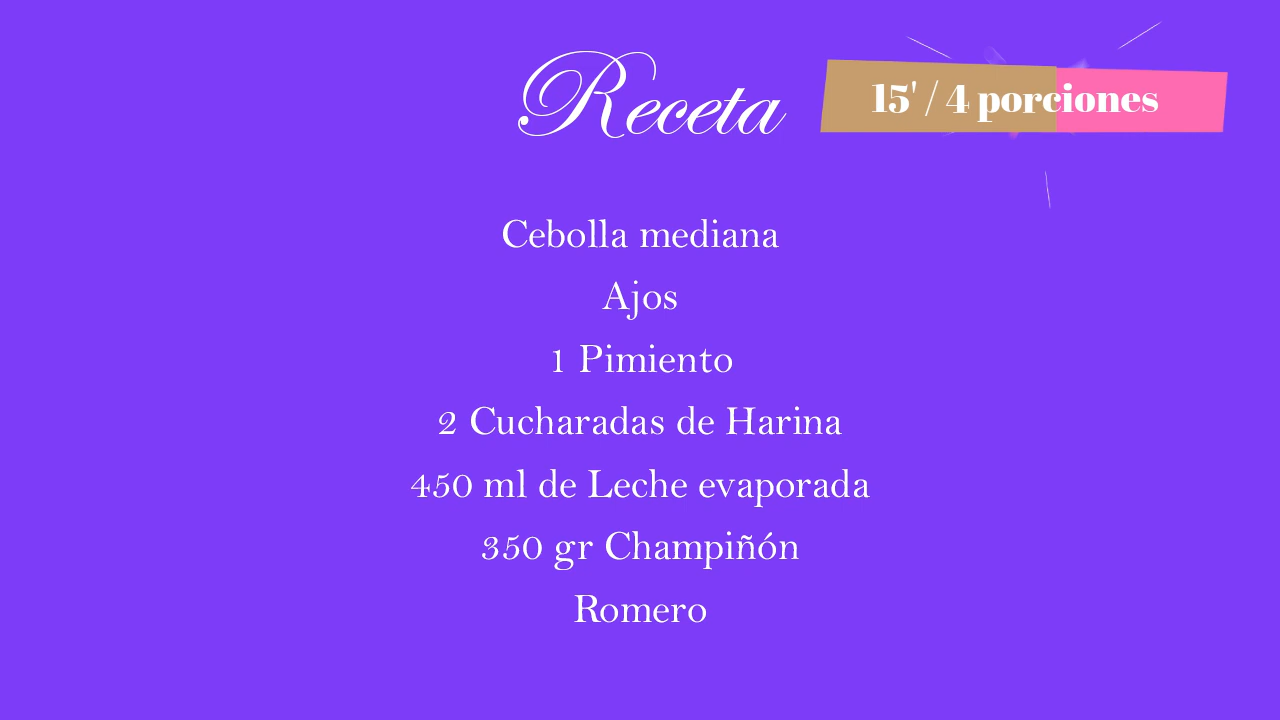 Receta
15' / 4 porciones
Cebolla mediana
Ajos
1 Pimiento
2 Cucharadas de Harina
450 ml de Leche evaporada
350 gr Champiñón
Romero